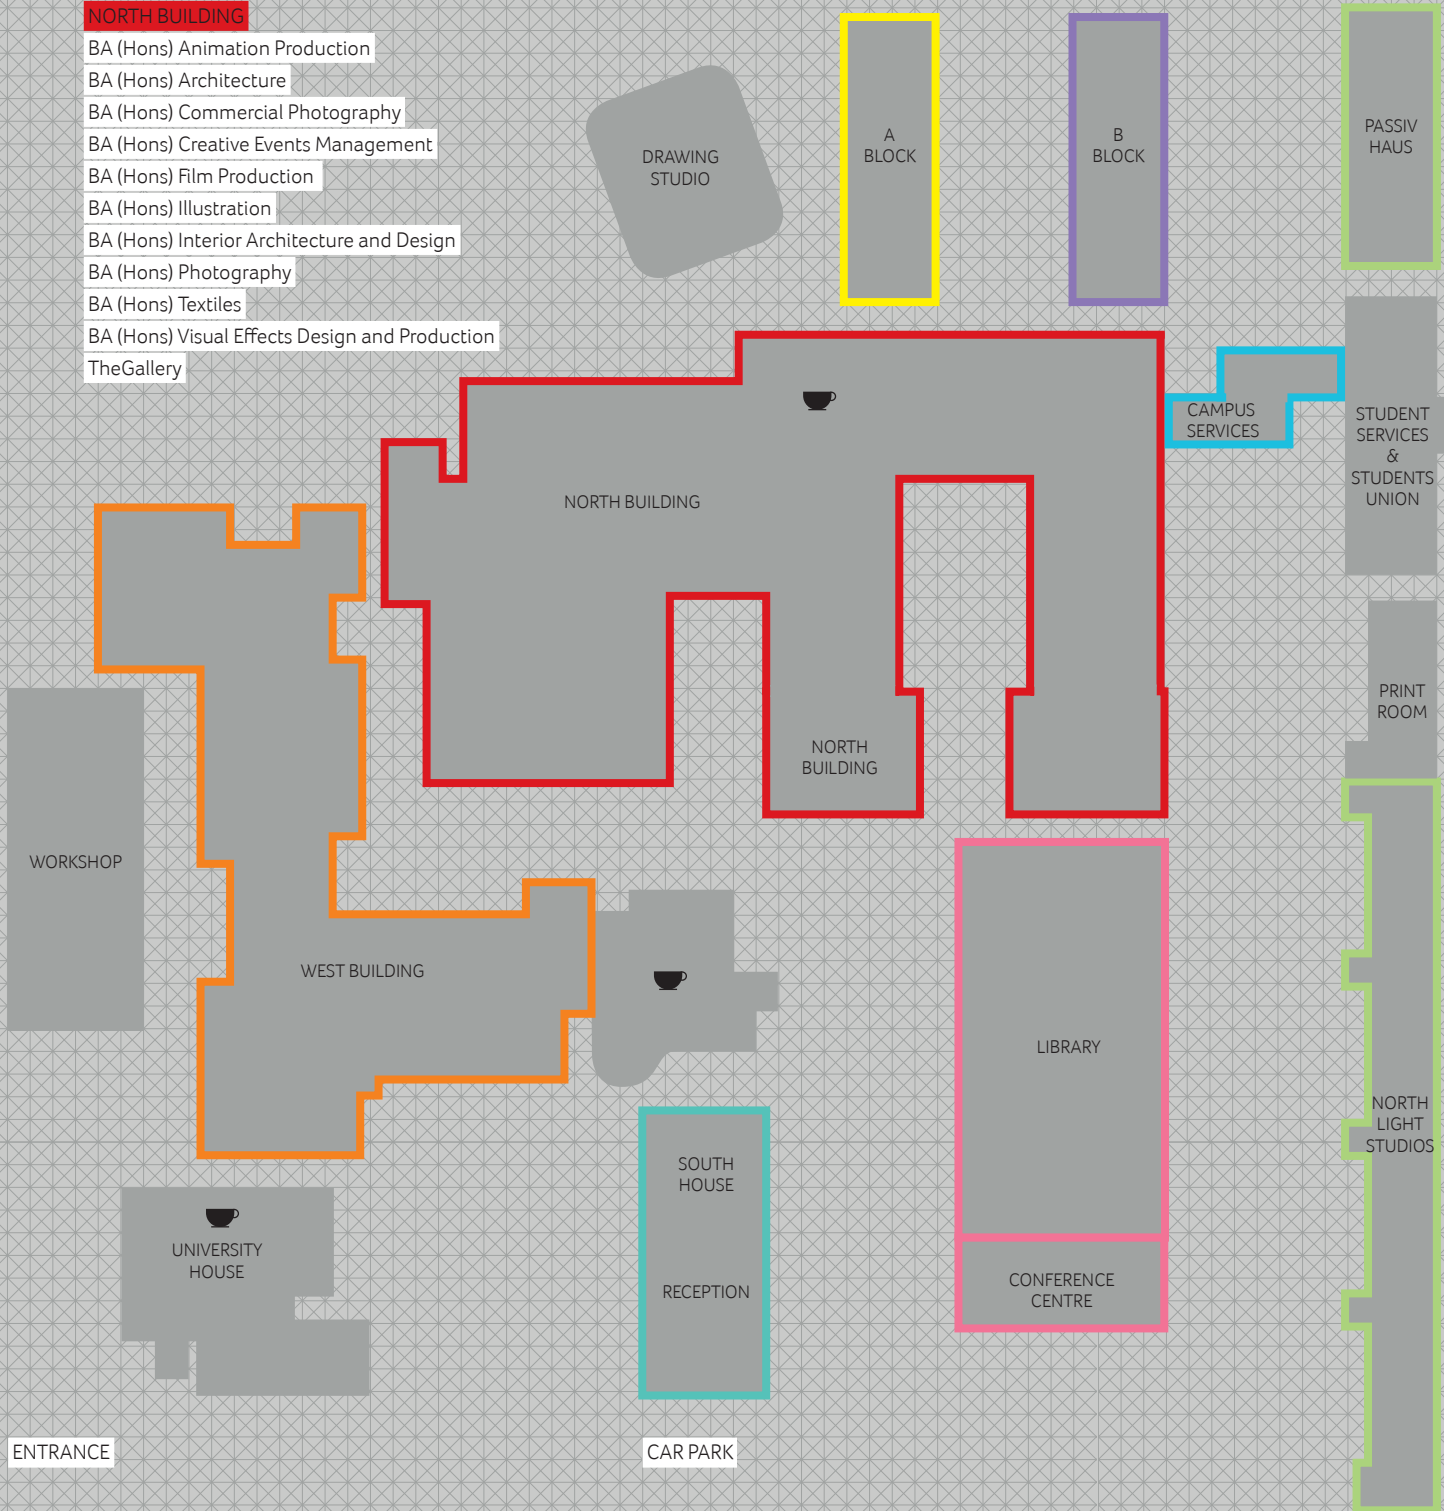 NORTH BUILDING
BA (Hons) Animation Production
BA (Hons) Architecture
BA (Hons) Commercial Photography
BA (Hons) Creative Events Management
BA (Hons) Film Production
BA (Hons) Illustration
BA (Hons) Interior Architecture and Design
BA (Hons) Photography
BA (Hons) Textiles
BA (Hons) Visual Effects Design and Production
TheGallery
DRAWING
STUDIO
A
BLOCK
B
BLOCK
PASSIV
HAUS
CAMPUS
SERVICES
STUDENT
SERVICES
&
STUDENTS
UNION
NORTH BUILDING
PRINT
ROOM
NORTH
BUILDING
WORKSHOP
WEST BUILDING
LIBRARY
NORTH
LIGHT
STUDIOS
SOUTH
HOUSE
UNIVERSITY
HOUSE
RECEPTION
CONFERENCE
CENTRE
ENTRANCE
CAR PARK